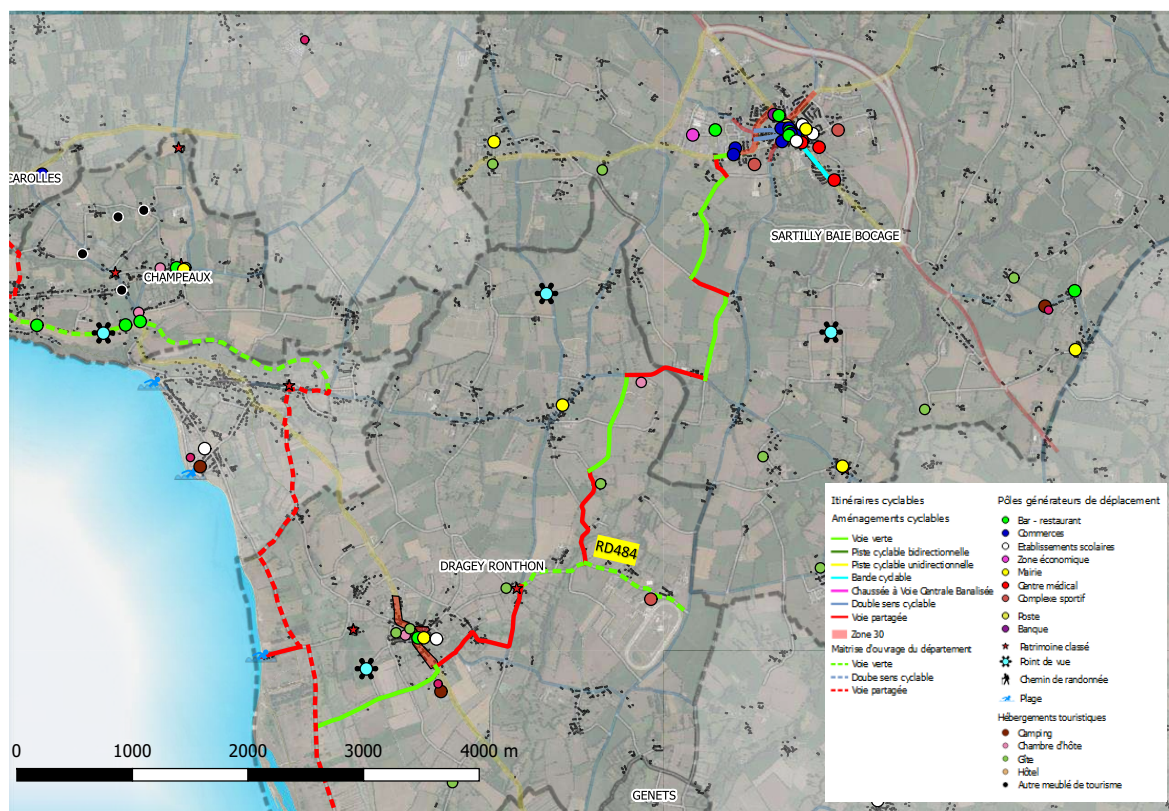 CAROLLES
SARTILLY BAIE BOCAGE
CHAMPEAUX
RD484
DRAGEY RONTHON
GENETS
0 1000 2000 3000 4000 m
Itinéraires cyclables
Aménagements cyclables
Voie verte
Piste cyclable bidirectionnelle
Piste cyclable unidirectionnelle
Bande cyclable
Chaussée à Voie Centrale Banalisée
Double sens cyclable
Voie partagée
Zone 30
Maitrise d'ouvrage du département
Voie verte
Double sens cyclable
Voie partagée
Pôles générateurs de déplacement
Bar - restaurant
Commerces
Etablissements scolaires
Zone économique
Mairie
Centre médical
Complexe sportif
Poste
Banque
Patrimoine classé
Point de vue
Chemin de randonnée
Plage
Hébergements touristiques
Camping
Chambre d'hôte
Gîte
Hôtel
Autre meublé de tourisme